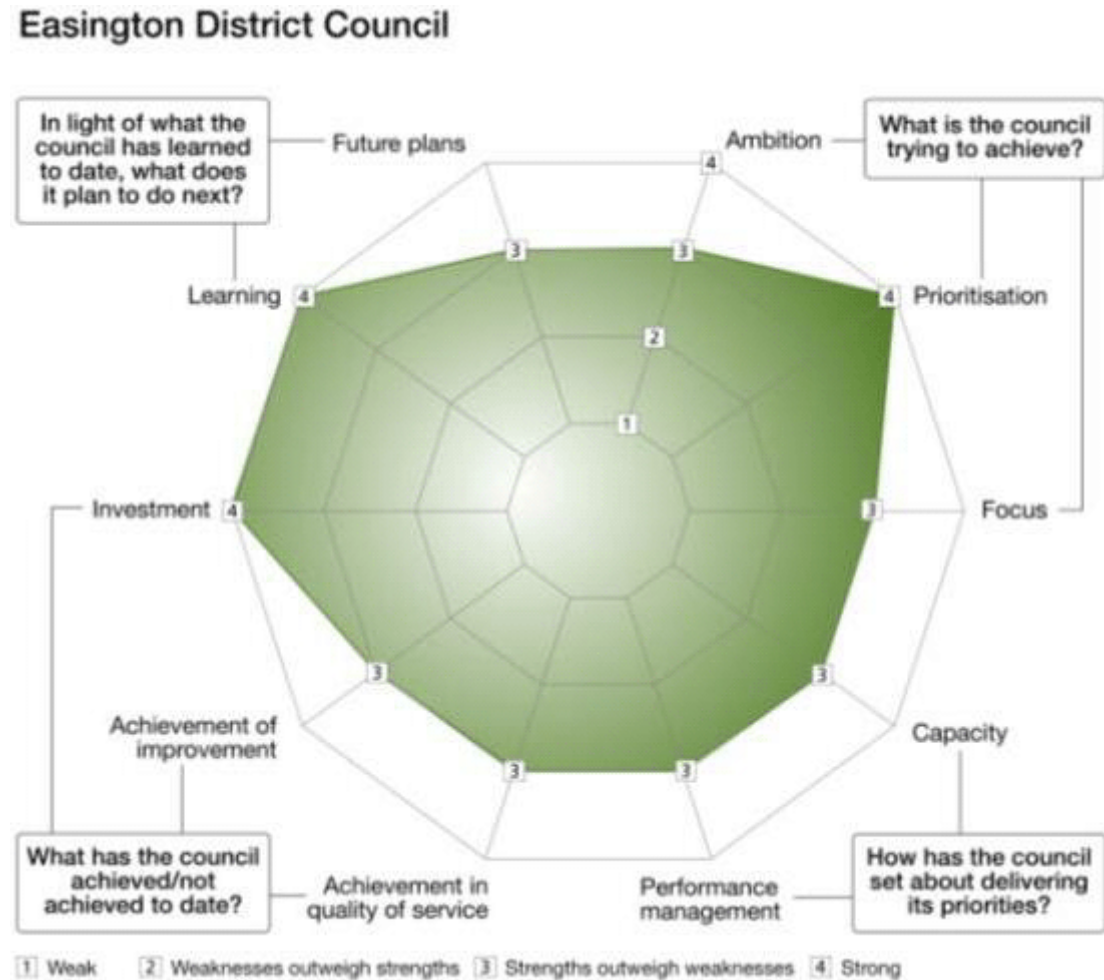 Easington District Council
In light of what the
council has learned
to date, what does
it plan to do next?
Future plans
Ambition
What is the council
trying to achieve?
4
3
3
2
1
Learning
4
4
Prioritisation
Investment
4
3
Focus
3
3
Achievement of
improvement
3
3
Capacity
What has the council
achieved/not
achieved to date?
Achievement in
quality of service
Performance
management
How has the council
set about delivering
its priorities?
1 Weak
2 Weaknesses outweigh strengths
3 Strengths outweigh weaknesses
4 Strong